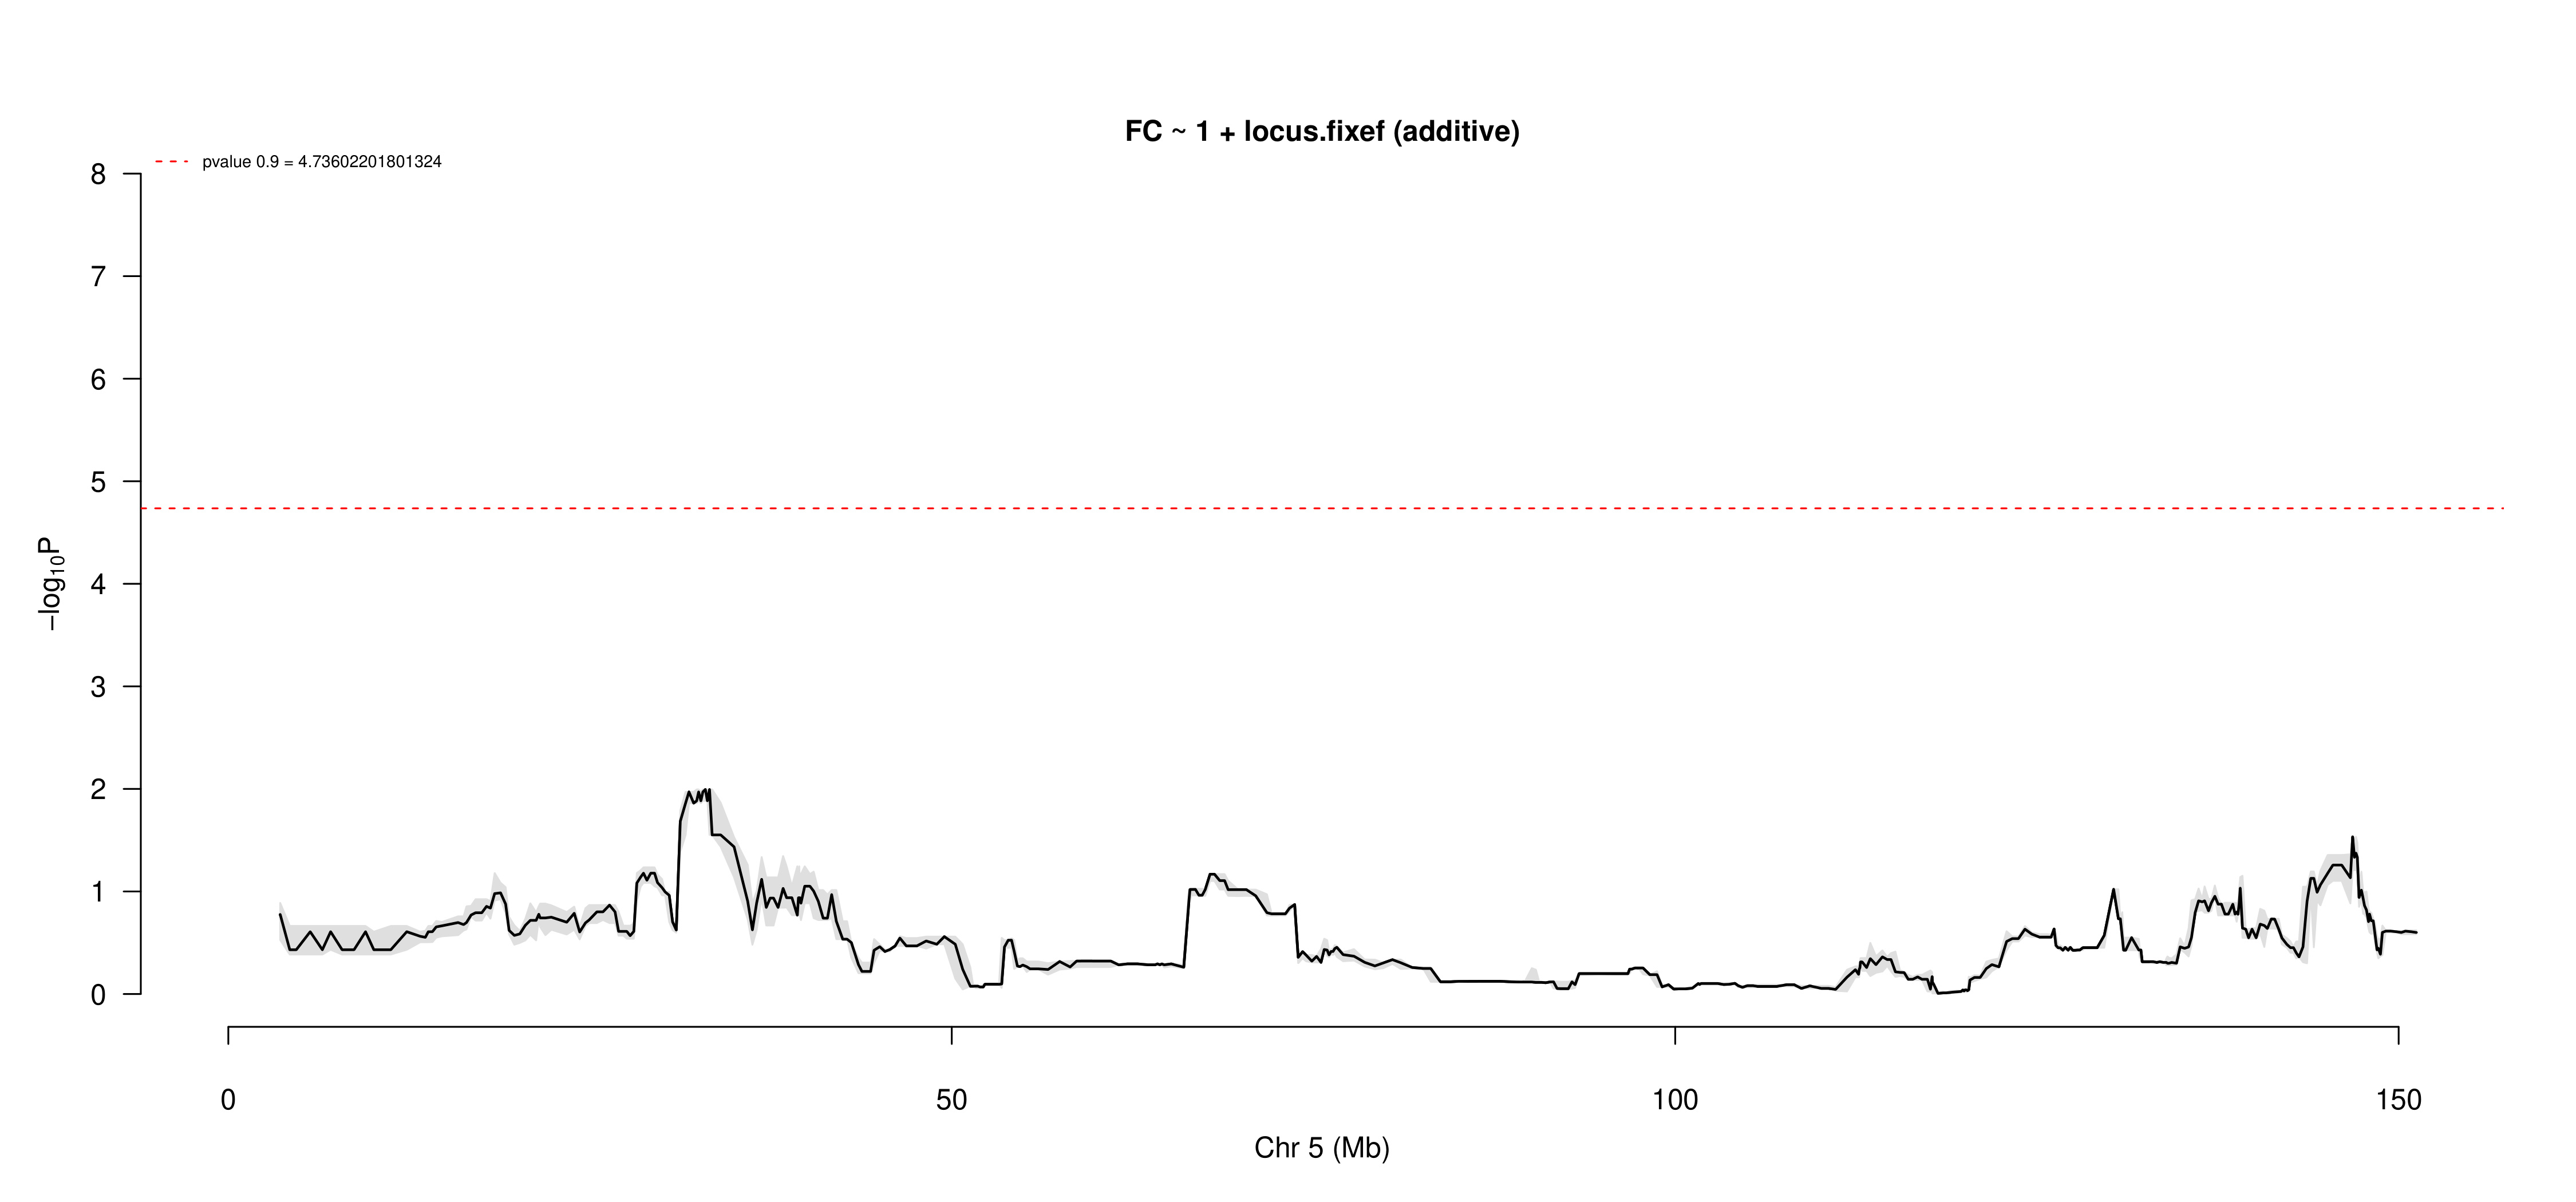 FC ~ 1 + locus.fixef (additive)
pvalue 0.9 = 4.73602201801324
8
7
6
5
4
3
2
1
0
−log10P
0 50 100 150
Chr 5 (Mb)